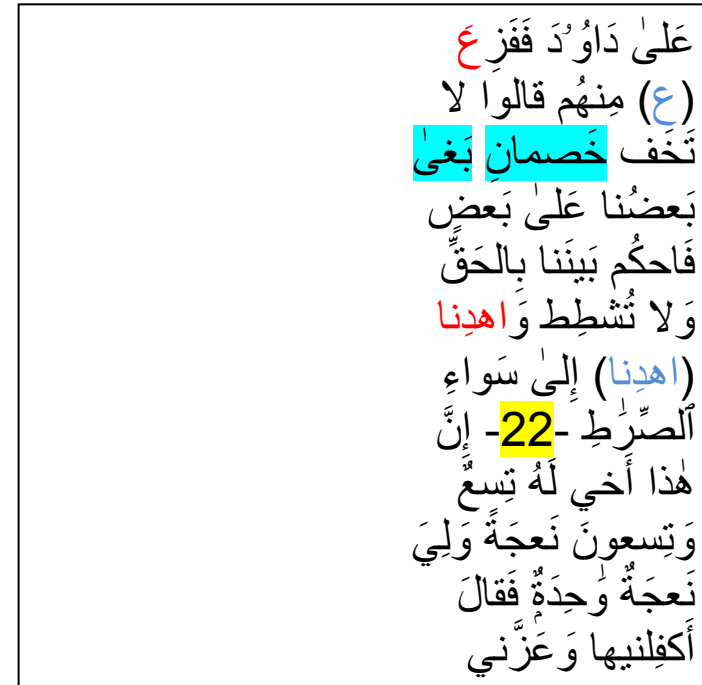 عَلىٰ دَاوُۥدَ فَفَزِعَ
(ع) مِنهُم قالوا لا
تَخَف خَصمانِ بَغىٰ
بَعضُنا عَلىٰ بَعضٍ
فَاحكُم بَينَنا بِالحَقِّ
وَلا تُشطِط وَاهدِنا
(اهدِنا) إِلىٰ سَواءِ
ٱلصِّرَٰطِ -22- إِنَّ
هٰذا أَخي لَهُ تِسعٌ
وَتِسعونَ نَعجَةً وَلِيَ
نَعجَةٌ وَٰحِدَةٌ فَقالَ
أَكفِلنيها وَعَزَّني